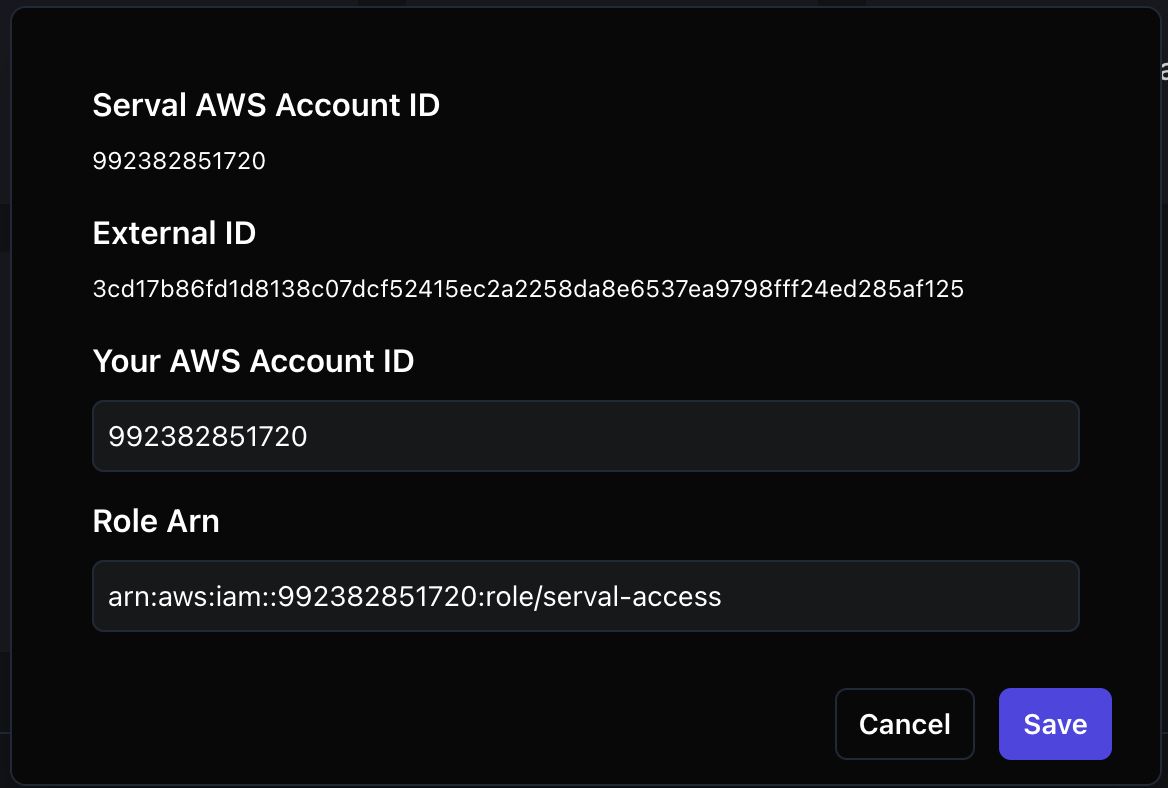 Serval AWS Account ID
992382851720
External ID
3cd17b86fd1d8138c07dcf52415ec2a2258da8e6537ea9798fff24ed285af125
Your AWS Account ID
992382851720
Role Arn
arn:aws:iam::992382851720:role/serval-access
Cancel
Save